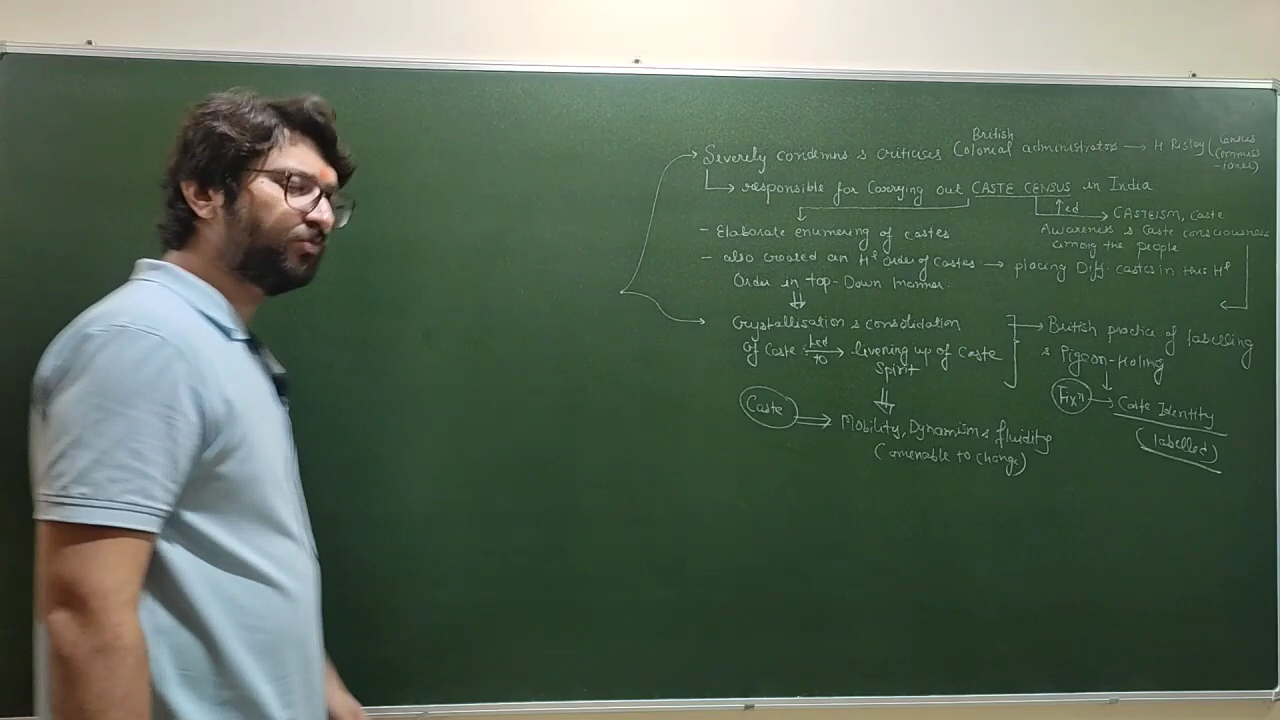 British
Severely condemns & criticises Colonial administrators → H Risley (Census Commiss-ioner)
↳ responsible for Carrying out CASTE CENSUS in India
↑ed → CASTEISM, Caste
Awareness & Caste consciousness
among the people
- Elaborate enumering of castes
- also created an Hl order of Castes → placing Diff. castes in this Hl
Order in top-Down manner.
Crystallisation & consolidation
of Caste Led to → livening up of Caste
Spirit
→ British practice of labelling
& Pigeon-Holing
Fixn → Caste Identity
(labelled)
Caste ⇒ Mobility, Dynamism & fluidity
(amenable to change)